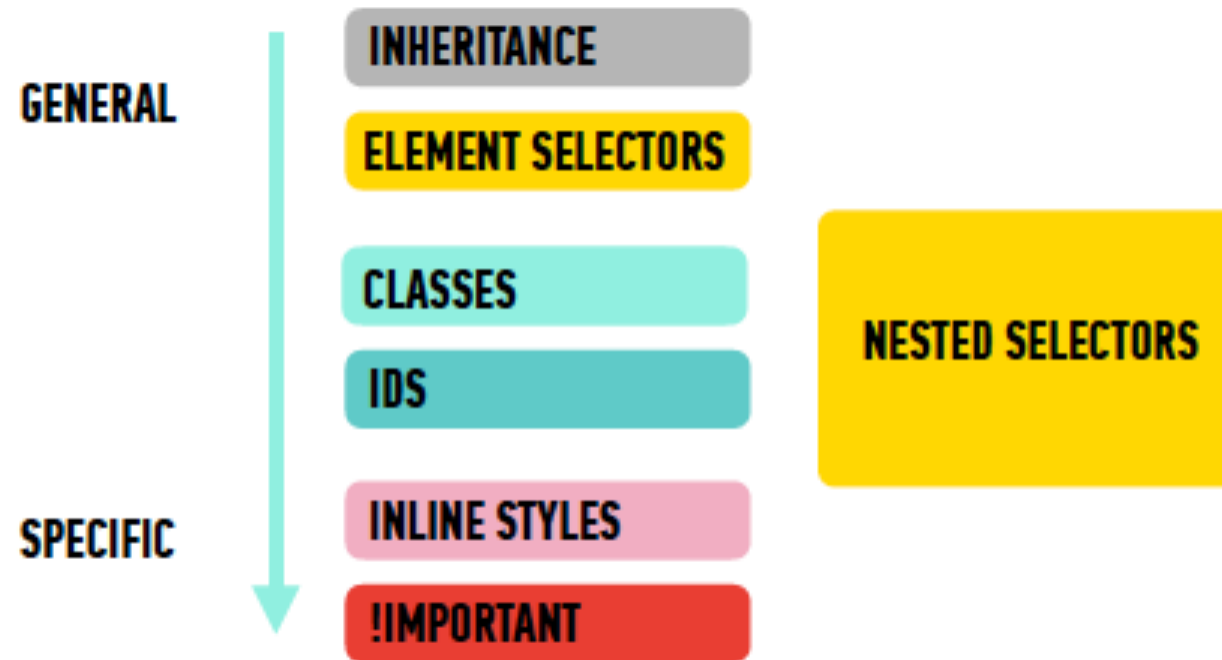 INHERITANCE
GENERAL
ELEMENT SELECTORS
CLASSES
NESTED SELECTORS
IDS
INLINE STYLES
SPECIFIC
!IMPORTANT